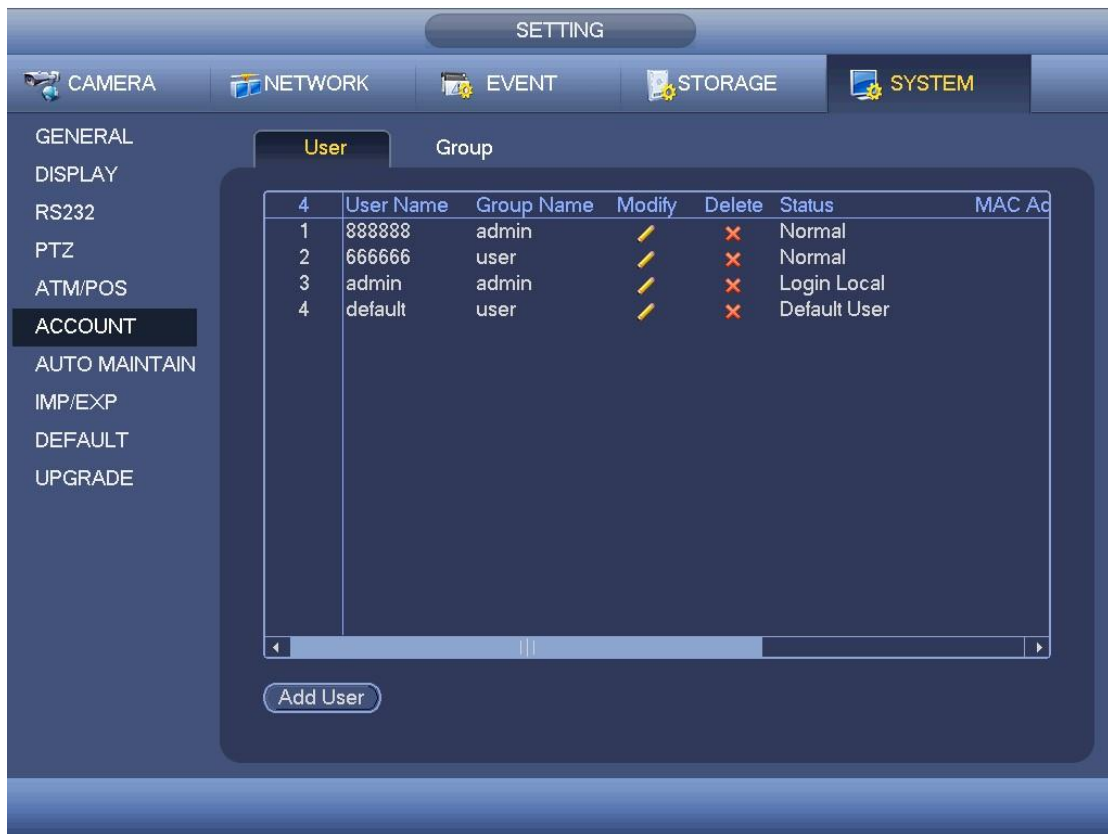 SETTING
CAMERA NETWORK EVENT STORAGE SYSTEM
GENERAL
DISPLAY
RS232
PTZ
ATM/POS
ACCOUNT
AUTO MAINTAIN
IMP/EXP
DEFAULT
UPGRADE
User Group
4 User Name Group Name Modify Delete Status MAC Ad
1 888888 admin Normal
2 666666 user Normal
3 admin admin Login Local
4 default user Default User
Add User